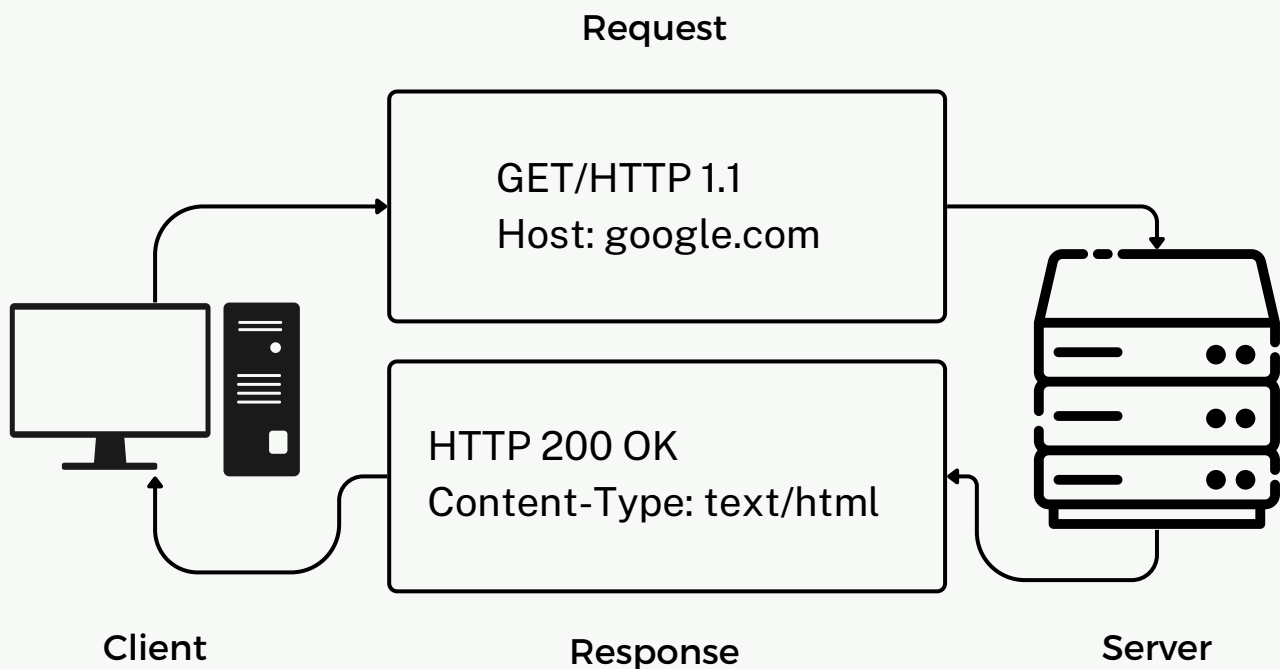 Request
GET/HTTP 1.1
Host: google.com
HTTP 200 OK
Content-Type: text/html
Client
Response
Server